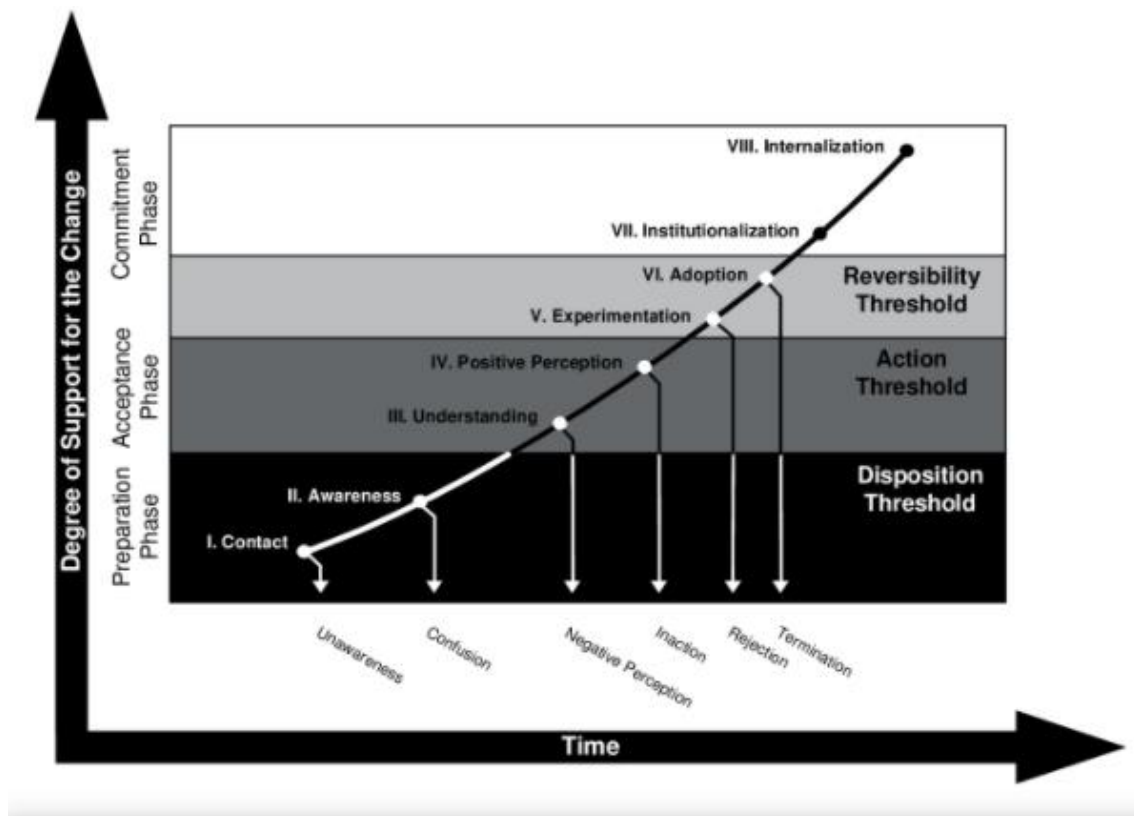 Degree of Support for the Change
Commitment
Phase
Acceptance
Phase
Preparation
Phase
VIII. Internalization
VII. Institutionalization
VI. Adoption
Reversibility
Threshold
V. Experimentation
IV. Positive Perception
Action
Threshold
III. Understanding
Disposition
Threshold
II. Awareness
I. Contact
Unawareness
Confusion
Negative Perception
Inaction
Rejection
Termination
Time